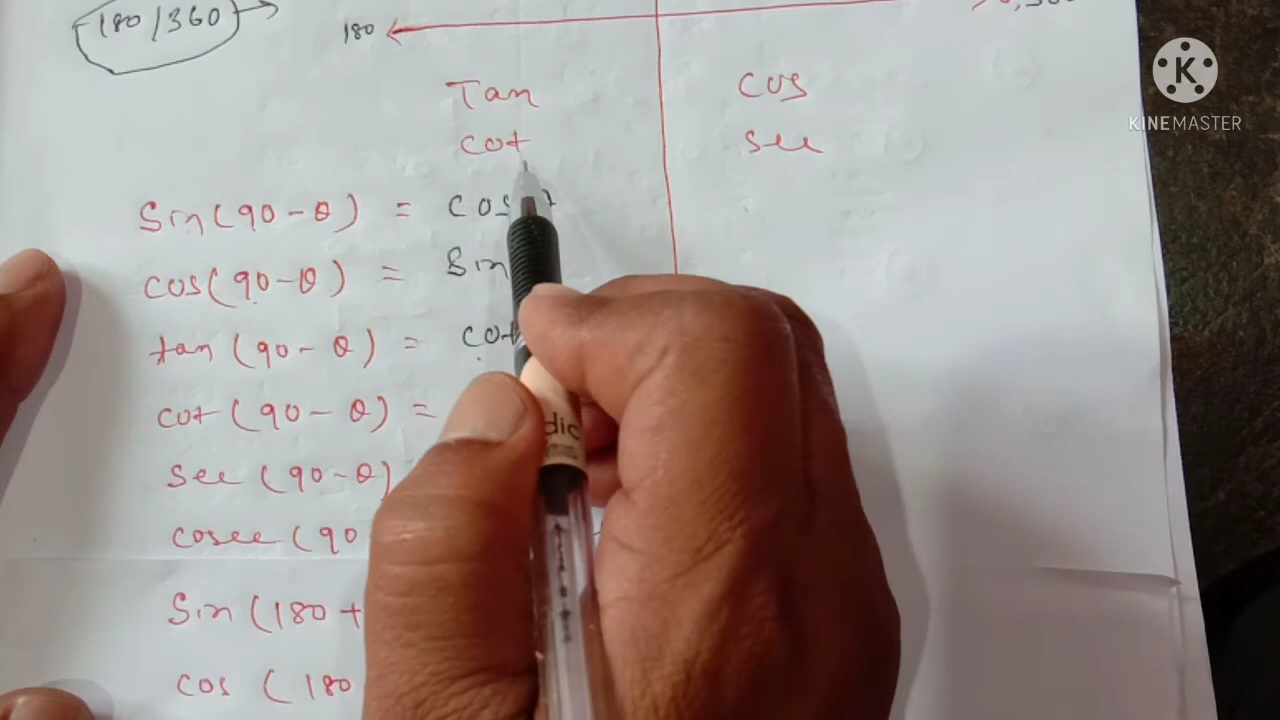 180/360
180
Tan cos
cot sec
Sin(90-θ) = cos
cos(90-θ) = Sin
tan (90-θ) = cot
cot (90-θ) =
sec (90-θ)
cosec (90
Sin (180+
cos (180
dic
K
KINEMASTER